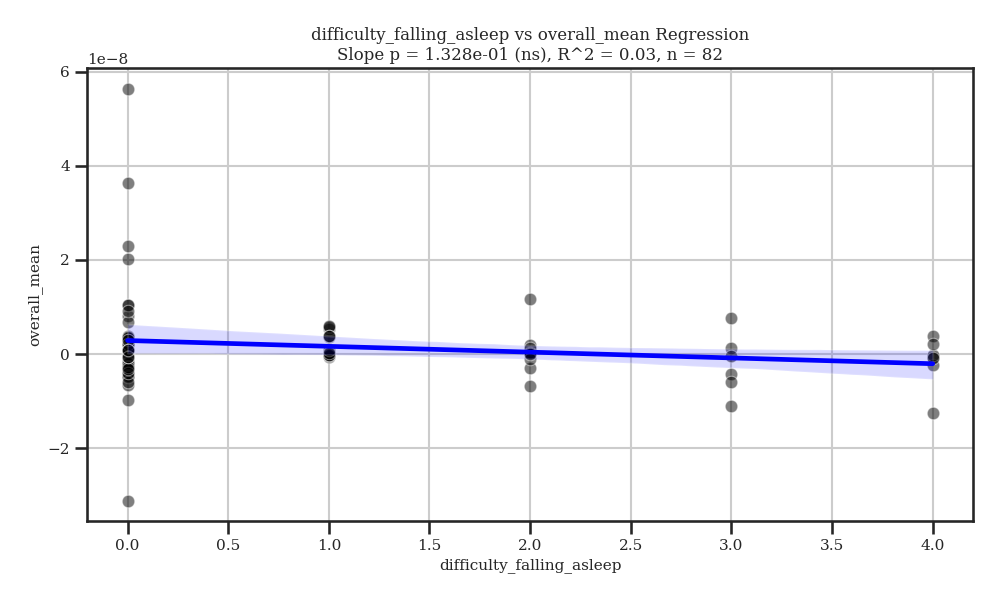 difficulty_falling_asleep vs overall_mean Regression
Slope p = 1.328e-01 (ns), R^2 = 0.03, n = 82
1e−8
6
4
2
0
−2
overall_mean
0.0 0.5 1.0 1.5 2.0 2.5 3.0 3.5 4.0
difficulty_falling_asleep